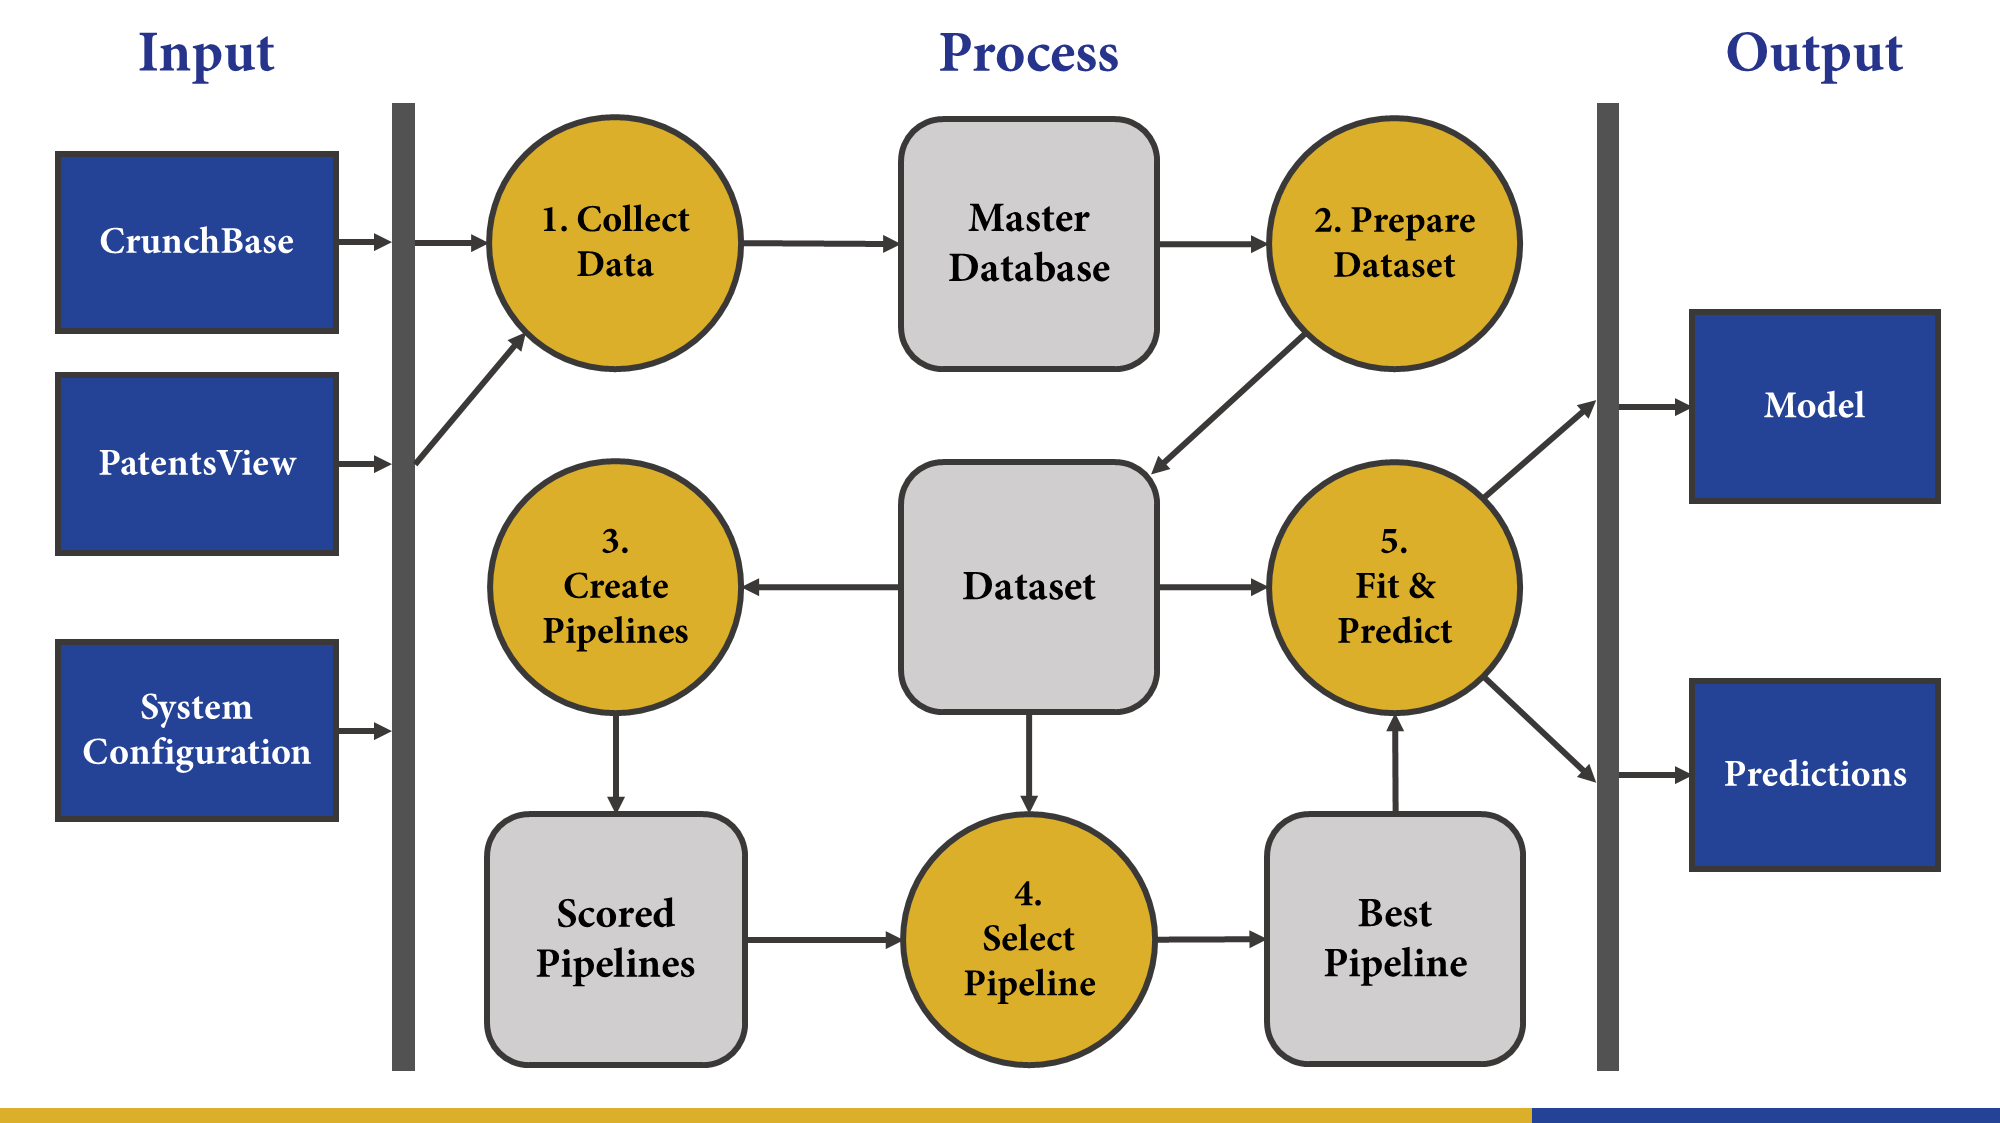 Input
Process
Output
CrunchBase
PatentsView
System
Configuration
1. Collect
Data
Master
Database
2. Prepare
Dataset
3.
Create
Pipelines
Dataset
5.
Fit &
Predict
Scored
Pipelines
4.
Select
Pipeline
Best
Pipeline
Model
Predictions